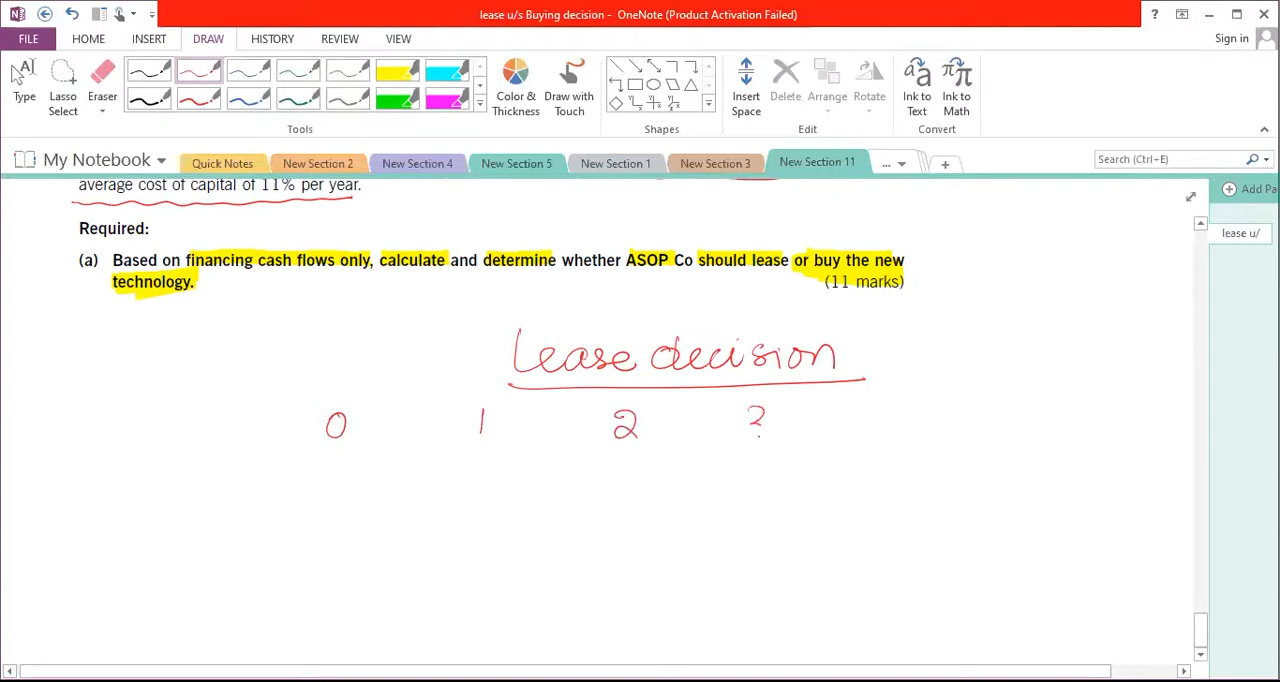 lease u/s Buying decision - OneNote (Product Activation Failed)
?
FILE HOME INSERT DRAW HISTORY REVIEW VIEW
Sign in
Type
Lasso Select
Eraser
Color & Thickness
Draw with Touch
Insert Space
Delete
Arrange
Rotate
Ink to Text
Ink to Math
Tools
Shapes
Edit
Convert
My Notebook
Quick Notes
New Section 2
New Section 4
New Section 5
New Section 1
New Section 3
New Section 11
...
Search (Ctrl+E)
Add Pa
lease u/
average cost of capital of 11% per year.
Required:
(a) Based on financing cash flows only, calculate and determine whether ASOP Co should lease or buy the new
technology. (11 marks)
Lease decision
0 1 2